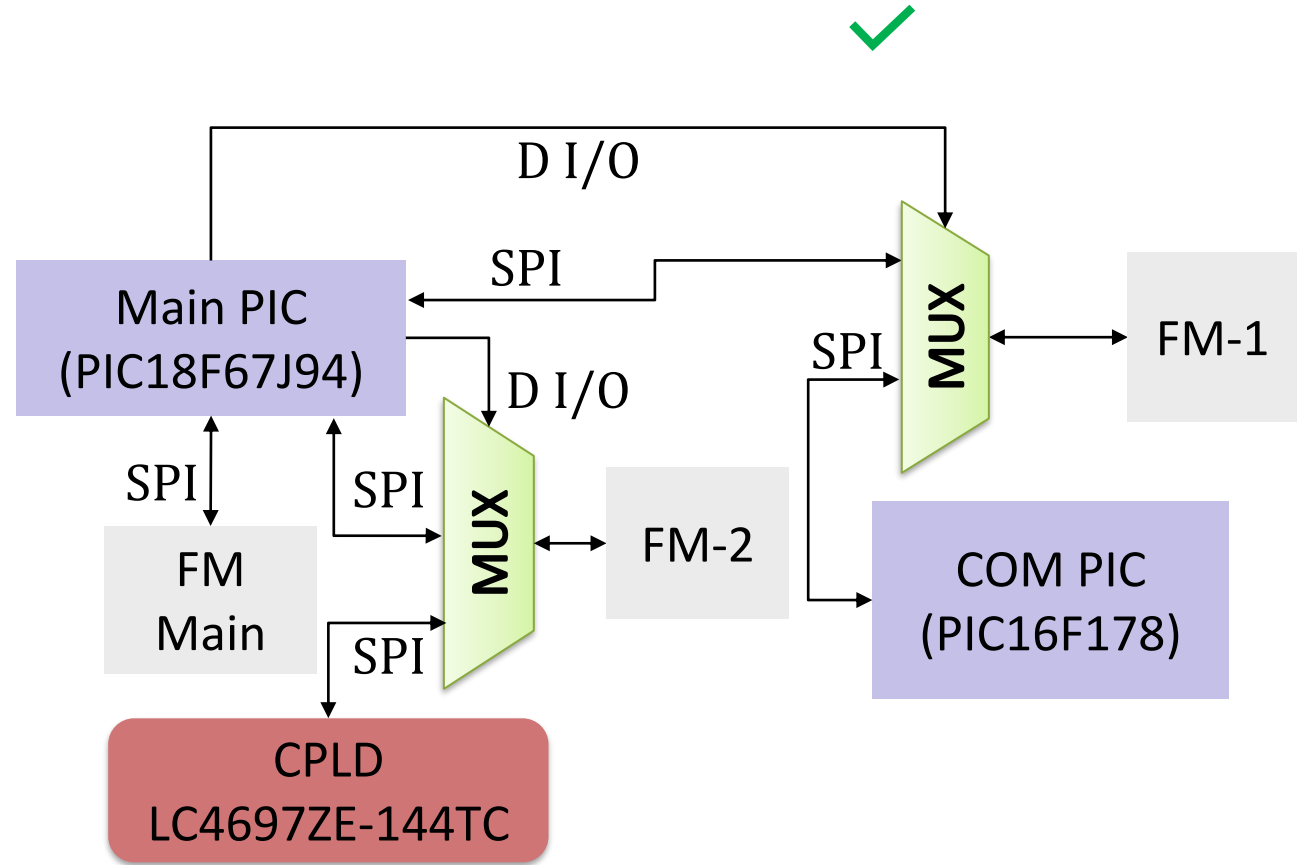 D I/O
SPI
Main PIC
(PIC18F67J94)
MUX
FM-1
SPI
D I/O
SPI
SPI
MUX
FM-2
FM
Main
COM PIC
(PIC16F178)
SPI
CPLD
LC4697ZE-144TC